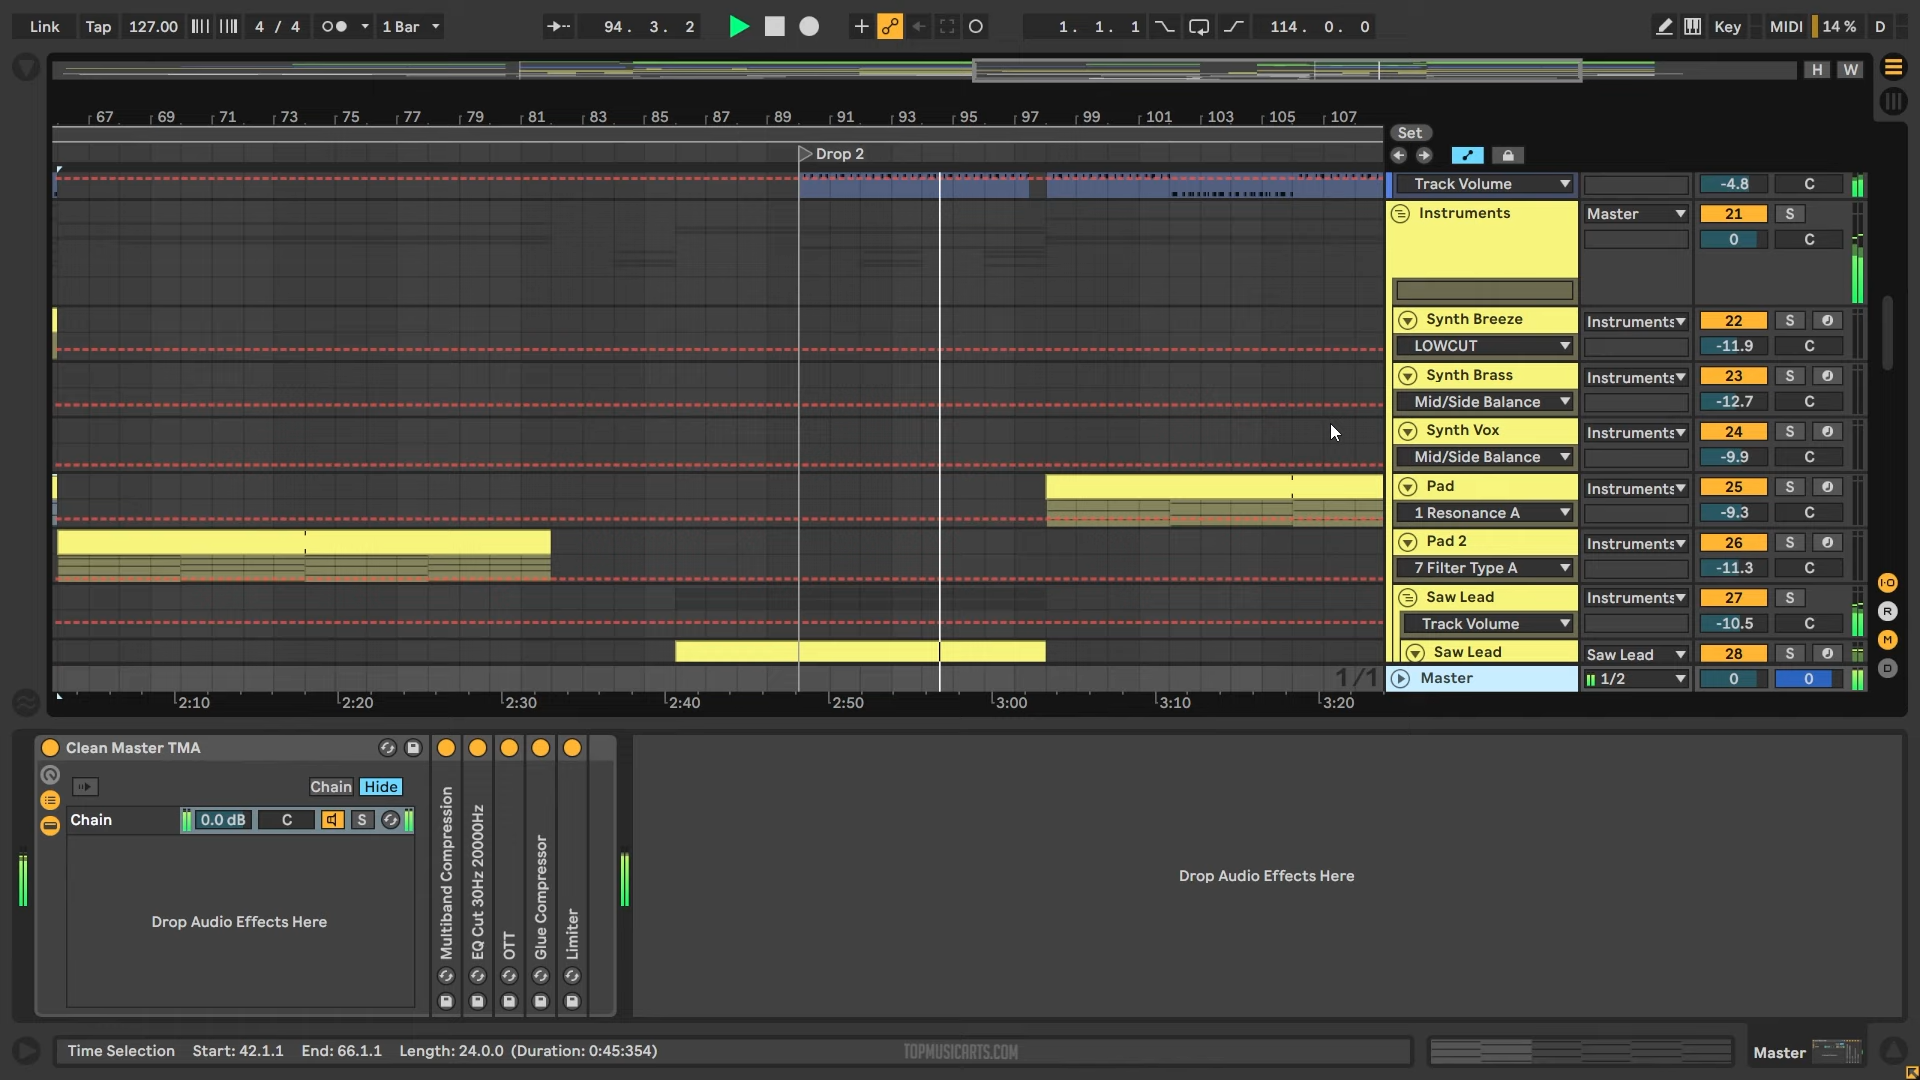 Link Tap 127.00 4 / 4 1 Bar 94. 3. 2 1. 1. 1 114. 0. 0 Key MIDI 14 % D
H W
67 69 71 73 75 77 79 81 83 85 87 89 91 93 95 97 99 101 103 105 107
Set
Drop 2
Track Volume -4.8 C
Instruments Master 21 S
0 C
Synth Breeze Instruments 22 S
LOWCUT -11.9 C
Synth Brass Instruments 23 S
Mid/Side Balance -12.7 C
Synth Vox Instruments 24 S
Mid/Side Balance -9.9 C
Pad Instruments 25 S
1 Resonance A -9.3 C
Pad 2 Instruments 26 S
7 Filter Type A -11.3 C
Saw Lead Instruments 27 S
Track Volume -10.5 C
Saw Lead Saw Lead 28 S
1/1 Master 1/2 0 0
I·O
R
M
D
2:10 2:20 2:30 2:40 2:50 3:00 3:10 3:20
Clean Master TMA
Chain Hide
Chain 0.0 dB C S
Drop Audio Effects Here
Multiband Compression
EQ Cut 30Hz 20000Hz
OTT
Glue Compressor
Limiter
Drop Audio Effects Here
Time Selection Start: 42.1.1 End: 66.1.1 Length: 24.0.0 (Duration: 0:45:354)
TOPMUSICARTS.COM
Master